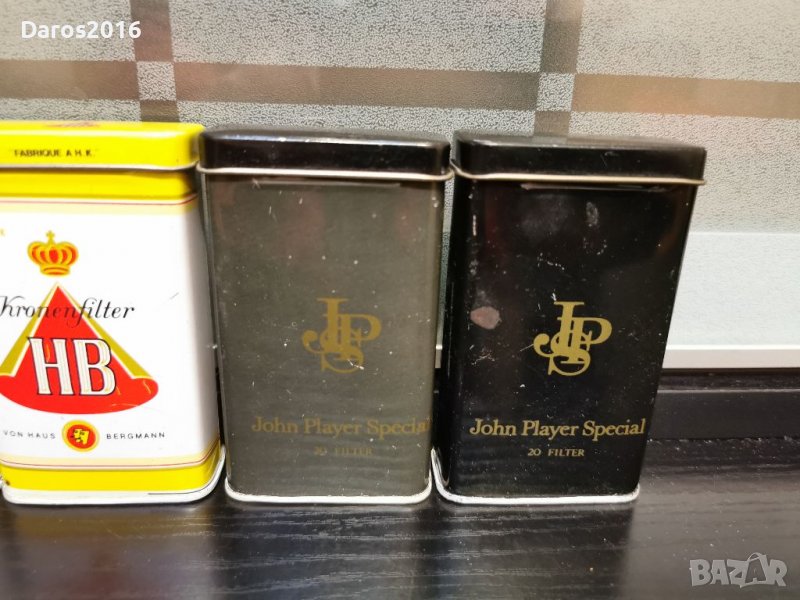 Daros2016
"FABRIQUE A H.K."
Kronenfilter
HB
VON HAUS BERGMANN
JPS
John Player Special
20 FILTER
JPS
John Player Special
20 FILTER
BAZAR